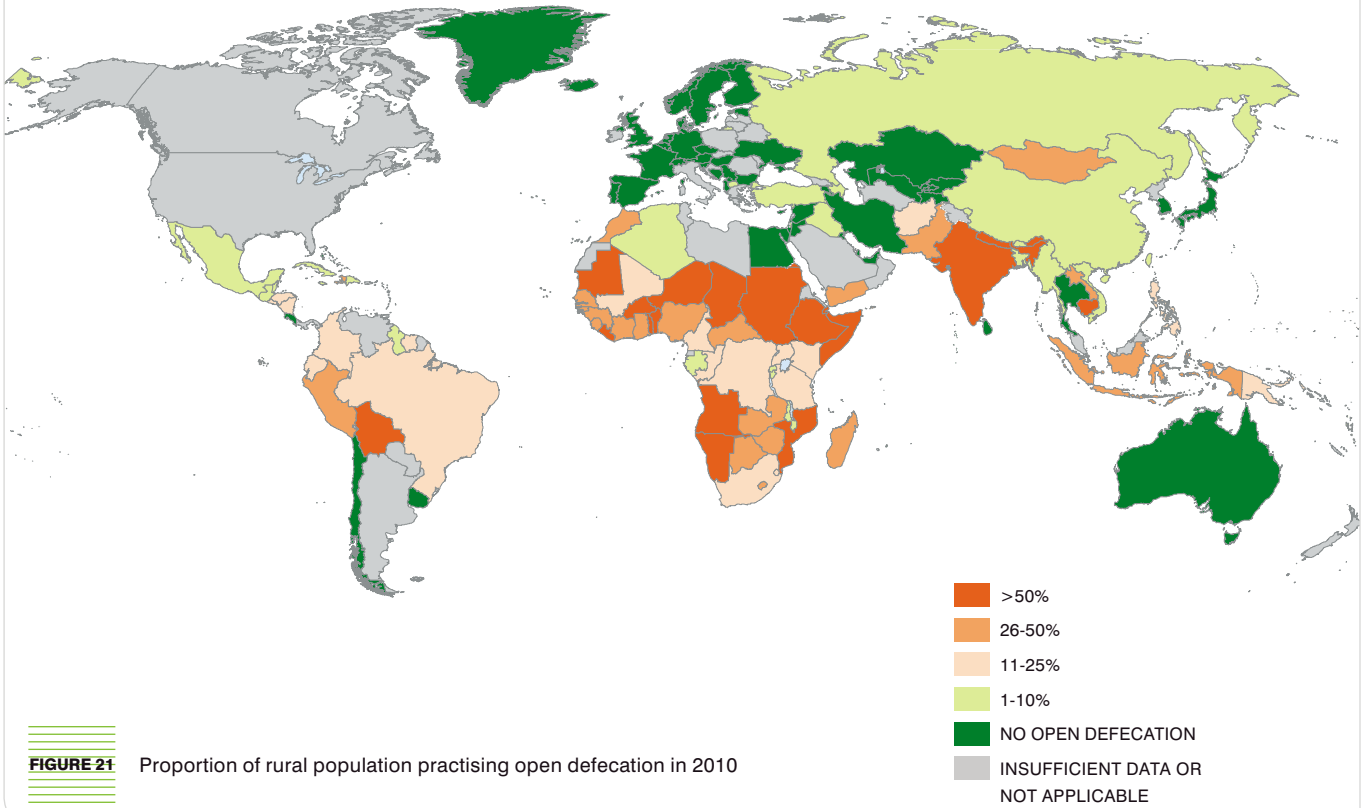 >50%
26-50%
11-25%
1-10%
NO OPEN DEFECATION
INSUFFICIENT DATA OR
NOT APPLICABLE
FIGURE 21 Proportion of rural population practising open defecation in 2010